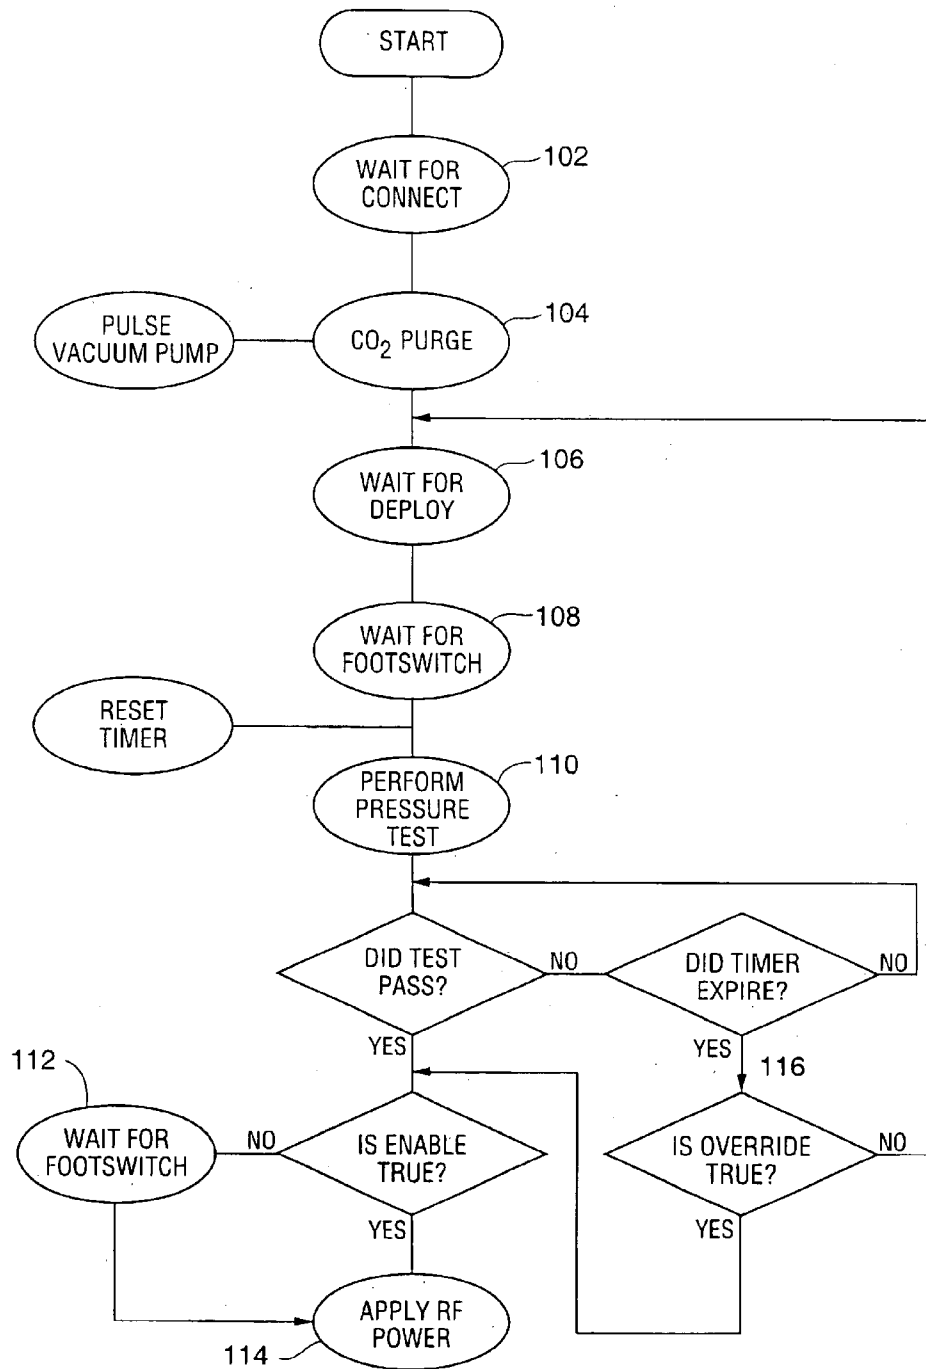 START
WAIT FOR
CONNECT
102
PULSE
VACUUM PUMP
CO2 PURGE
104
WAIT FOR
DEPLOY
106
WAIT FOR
FOOTSWITCH
108
RESET
TIMER
PERFORM
PRESSURE
TEST
110
DID TEST
PASS?
NO
DID TIMER
EXPIRE?
NO
YES
YES
116
112
WAIT FOR
FOOTSWITCH
NO
IS ENABLE
TRUE?
IS OVERRIDE
TRUE?
NO
YES
YES
APPLY RF
POWER
114